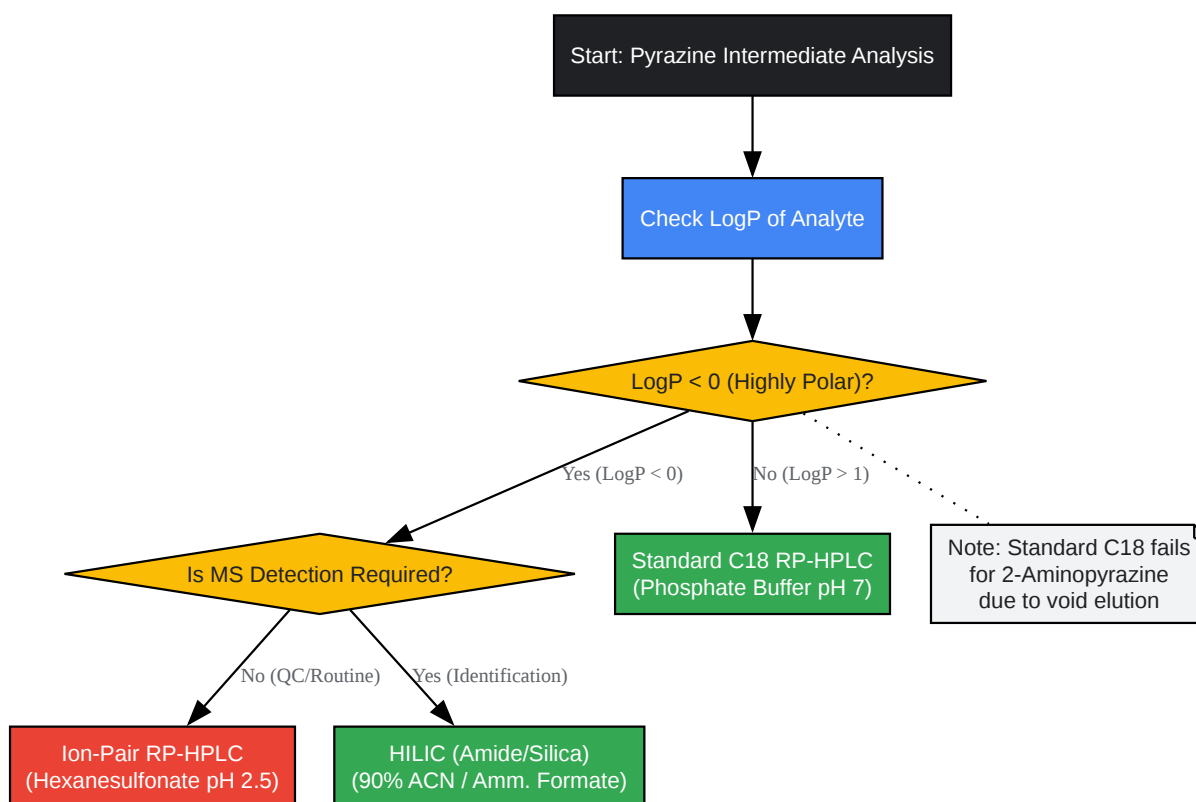 Start: Pyrazine Intermediate Analysis
Check LogP of Analyte
LogP < 0 (Highly Polar)?
Yes (LogP < 0)
No (LogP > 1)
Is MS Detection Required?
Standard C18 RP-HPLC
(Phosphate Buffer pH 7)
Note: Standard C18 fails
for 2-Aminopyrazine
due to void elution
No (QC/Routine)
Yes (Identification)
Ion-Pair RP-HPLC
(Hexanesulfonate pH 2.5)
HILIC (Amide/Silica)
(90% ACN / Amm. Formate)